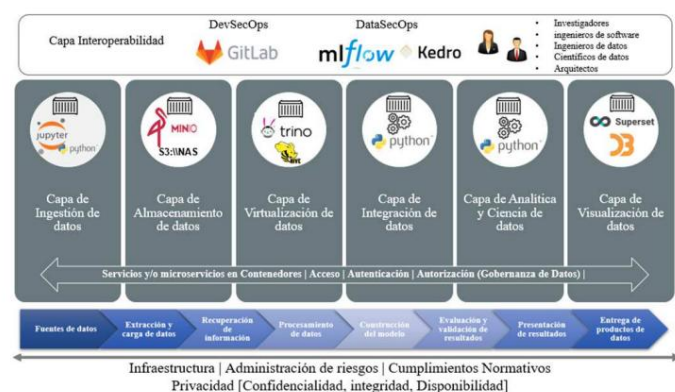 DevSecOps
DataSecOps
Capa Interoperabilidad
GitLab
mlflow
Kedro
• Investigadores
• ingenieros de software
• Ingenieros de datos
• Científicos de datos
• Arquitectos
jupyter
python
MINIO
S3:\\NAS
trino
HIVE
python
python
Superset
D3
Capa de
Ingestión de
datos
Capa de
Almacenamiento
de datos
Capa de
Virtualización de
datos
Capa de
Integración de
datos
Capa de Analítica
y Ciencia de
datos
Capa de
Visualización de
datos
Servicios y/o microservicios en Contenedores | Acceso | Autenticación | Autorización (Gobernanza de Datos) |
Fuentes de datos
Extracción y
carga de datos
Recuperación
de
información
Procesamiento
de datos
Construcción
del modelo
Evaluación y
validación de
resultados
Presentación
de resultados
Entrega de
productos de
datos
Infraestructura | Administración de riesgos | Cumplimientos Normativos
Privacidad [Confidencialidad, integridad, Disponibilidad]